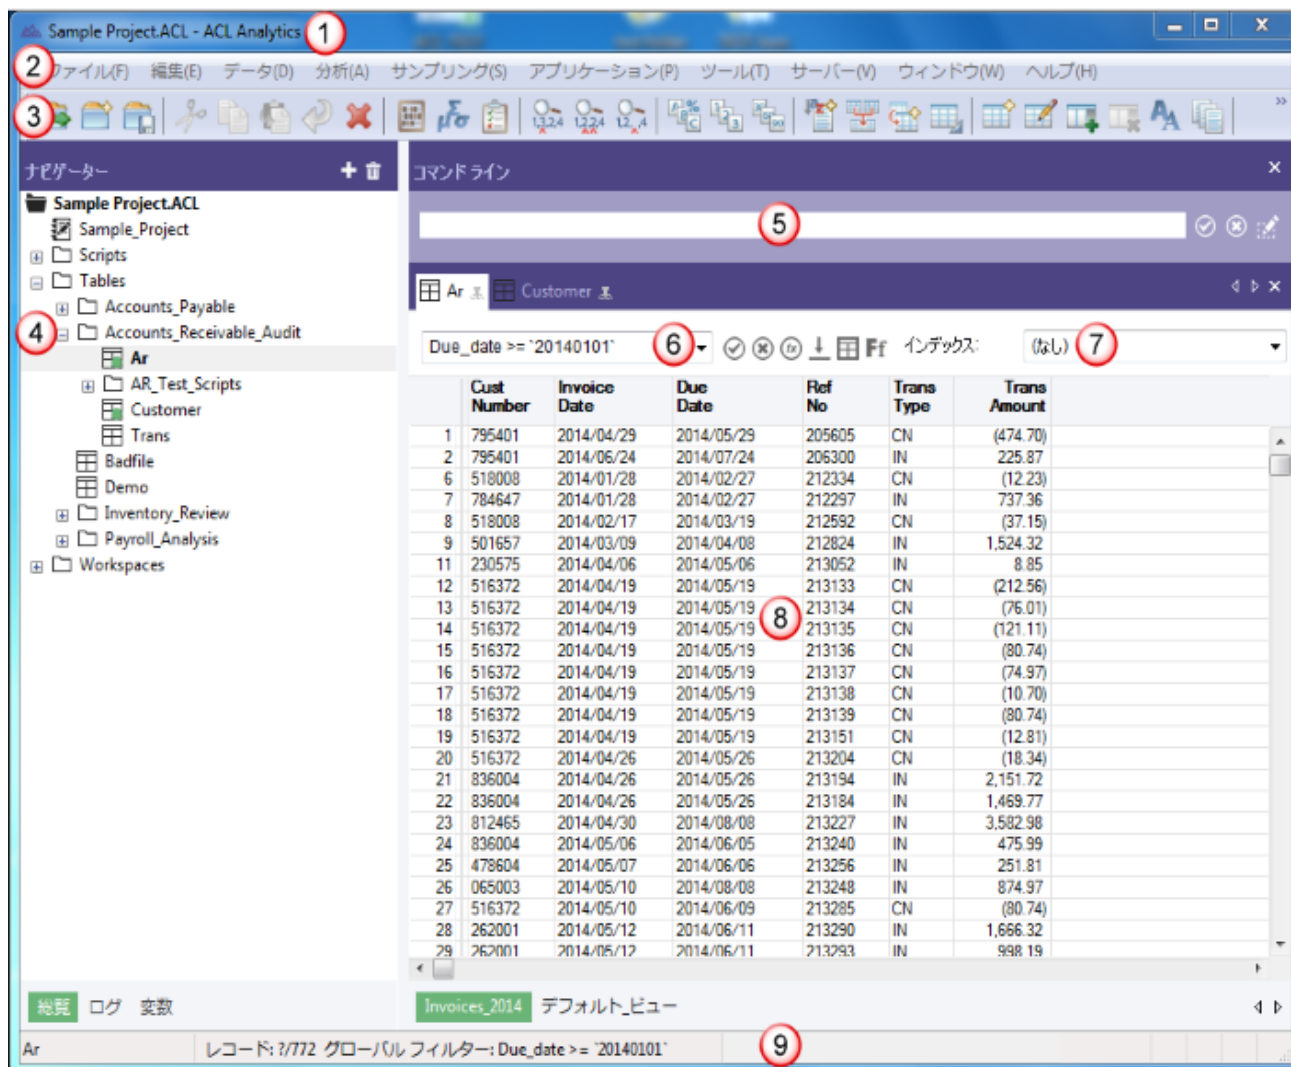 Sample Project.ACL - ACL Analytics 1
2 ファイル(F) 編集(E) データ(D) 分析(A) サンプリング(S) アプリケーション(P) ツール(T) サーバー(V) ウィンドウ(W) ヘルプ(H)
3
ナビゲーター
コマンド ライン
Sample Project.ACL
Sample_Project
5
Scripts
Tables
Ar Customer
Accounts_Payable
4 Accounts_Receivable_Audit
Due_date >= `20140101` 6 Ff インデックス: (なし) 7
Ar
AR_Test_Scripts
Customer
Trans
Badfile
Demo
Inventory_Review
Payroll_Analysis
Workspaces
Cust Number Invoice Date Due Date Ref No Trans Type Trans Amount
1 795401 2014/04/29 2014/05/29 205605 CN (474.70)
2 795401 2014/06/24 2014/07/24 206300 IN 225.87
6 518008 2014/01/28 2014/02/27 212334 CN (12.23)
7 784647 2014/01/28 2014/02/27 212297 IN 737.36
8 518008 2014/02/17 2014/03/19 212592 CN (37.15)
9 501657 2014/03/09 2014/04/08 212824 IN 1,524.32
11 230575 2014/04/06 2014/05/06 213052 IN 8.85
12 516372 2014/04/19 2014/05/19 213133 CN (212.56)
13 516372 2014/04/19 2014/05/19 213134 CN (76.01)
8
14 516372 2014/04/19 2014/05/19 213135 CN (121.11)
15 516372 2014/04/19 2014/05/19 213136 CN (80.74)
16 516372 2014/04/19 2014/05/19 213137 CN (74.97)
17 516372 2014/04/19 2014/05/19 213138 CN (10.70)
18 516372 2014/04/19 2014/05/19 213139 CN (80.74)
19 516372 2014/04/19 2014/05/19 213151 CN (12.81)
20 516372 2014/04/26 2014/05/26 213204 CN (18.34)
21 836004 2014/04/26 2014/05/26 213194 IN 2,151.72
22 836004 2014/04/26 2014/05/26 213184 IN 1,469.77
23 812465 2014/04/30 2014/08/08 213227 IN 3,582.98
24 836004 2014/05/06 2014/06/05 213240 IN 475.99
25 478604 2014/05/07 2014/06/06 213256 IN 251.81
26 065003 2014/05/10 2014/08/08 213248 IN 874.97
27 516372 2014/05/10 2014/06/09 213285 CN (80.74)
28 262001 2014/05/12 2014/06/11 213290 IN 1,666.32
29 262001 2014/05/12 2014/06/11 213293 IN 998.19
総覧 ログ 変数
Invoices_2014 デフォルト_ビュー
Ar レコード: ?/772 グローバル フィルター: Due_date >= `20140101` 9